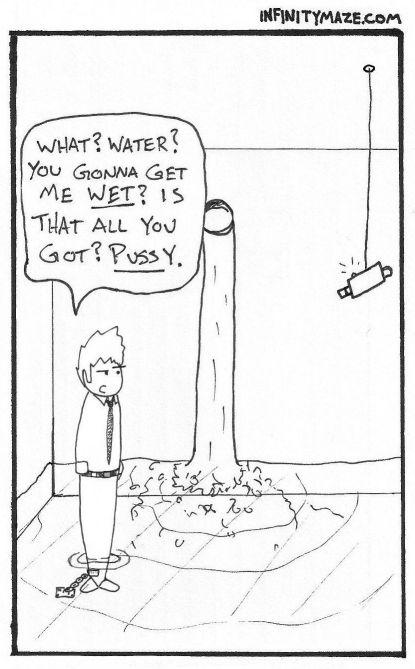 INFINITYMAZE.COM
WHAT? WATER?
YOU GONNA GET
ME WET? IS
THAT ALL YOU
GOT? PUSSY.